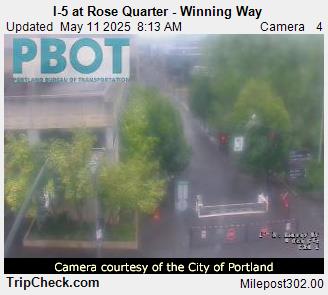 I-5 at Rose Quarter - Winning Way
Updated May 11 2025 8:13 AM Camera 4
PBOT
PORTLAND BUREAU OF TRANSPORTATION
Camera courtesy of the City of Portland
TripCheck.com Milepost302.00